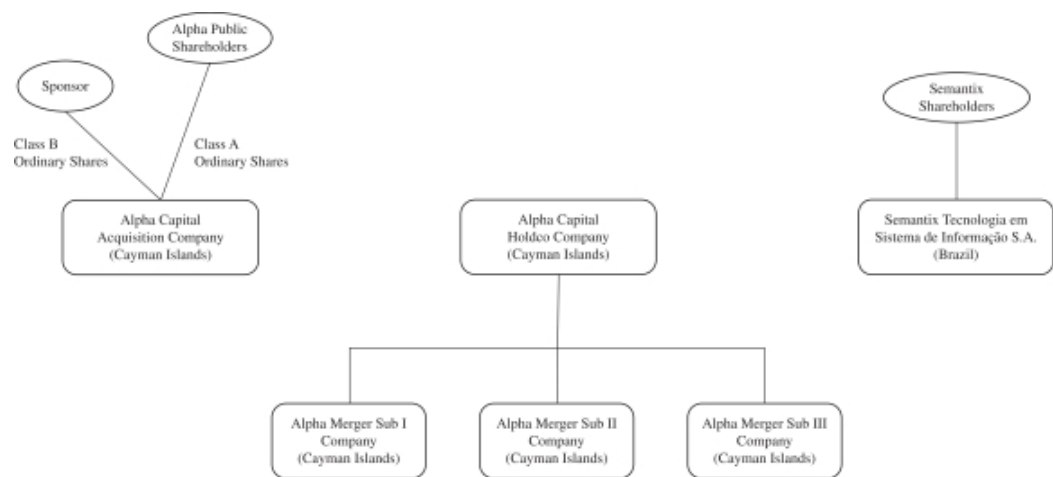 Alpha Public
Shareholders
Sponsor
Semantix
Shareholders
Class B
Ordinary Shares
Class A
Ordinary Shares
Alpha Capital
Acquisition Company
(Cayman Islands)
Alpha Capital
Holdco Company
(Cayman Islands)
Semantix Tecnologia em
Sistema de Informação S.A.
(Brazil)
Alpha Merger Sub I
Company
(Cayman Islands)
Alpha Merger Sub II
Company
(Cayman Islands)
Alpha Merger Sub III
Company
(Cayman Islands)